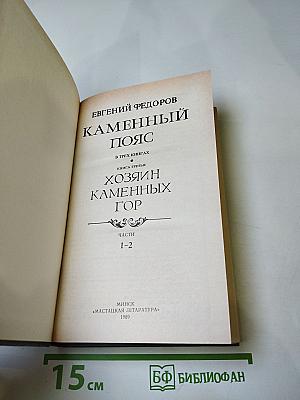 ЕВГЕНИЙ ФЕДОРОВ
КАМЕННЫЙ
ПОЯС
В ТРЕХ КНИГАХ
КНИГА ТРЕТЬЯ
ХОЗЯИН
КАМЕННЫХ
ГОР
ЧАСТИ
1-2
МИНСК
«МАСТАЦКАЯ ЛІТАРАТУРА»
1989
15 см
БФ БИБЛИОФАН